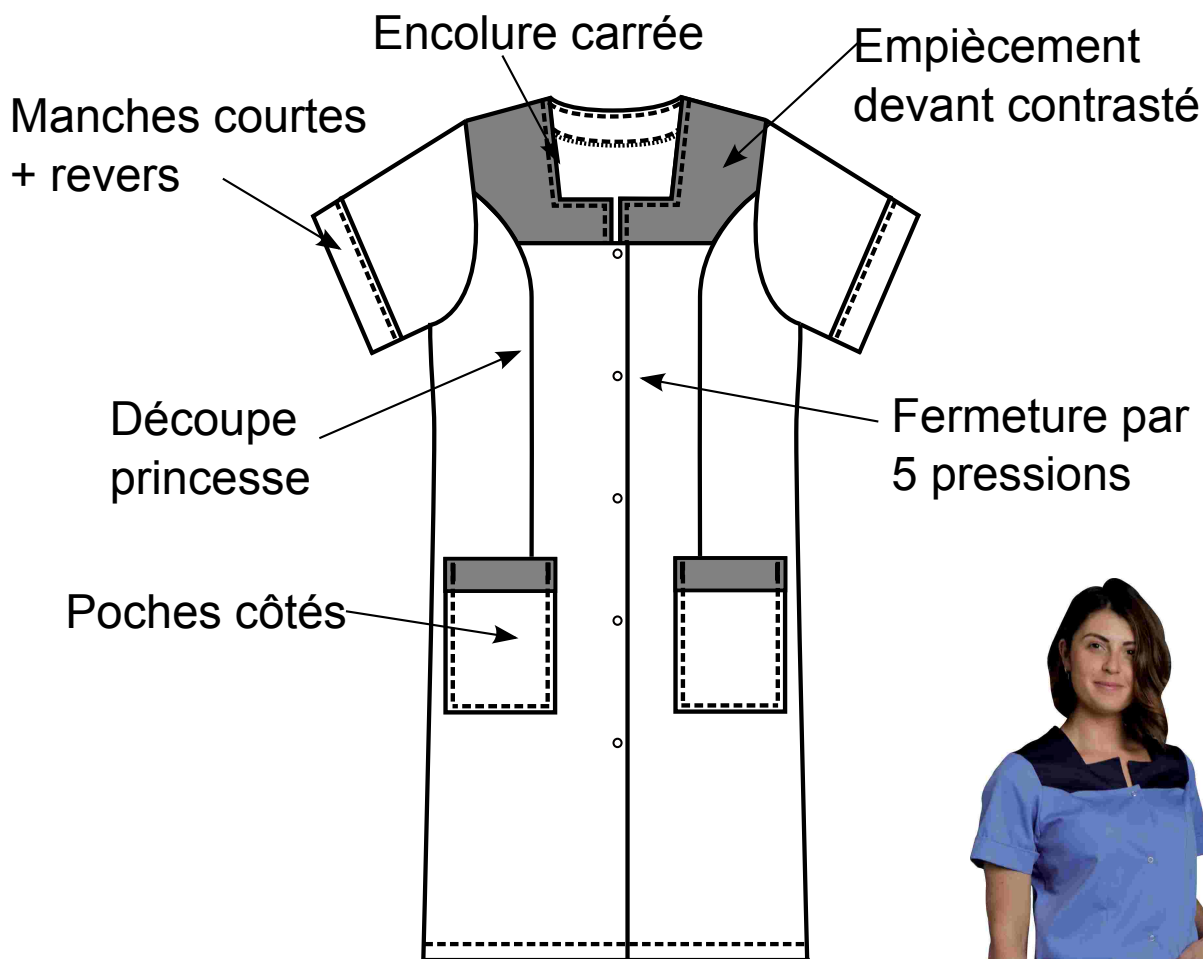 Encolure carrée
Empiècement
devant contrasté
Manches courtes
+ revers
Découpe
princesse
Fermeture par
5 pressions
Poches côtés